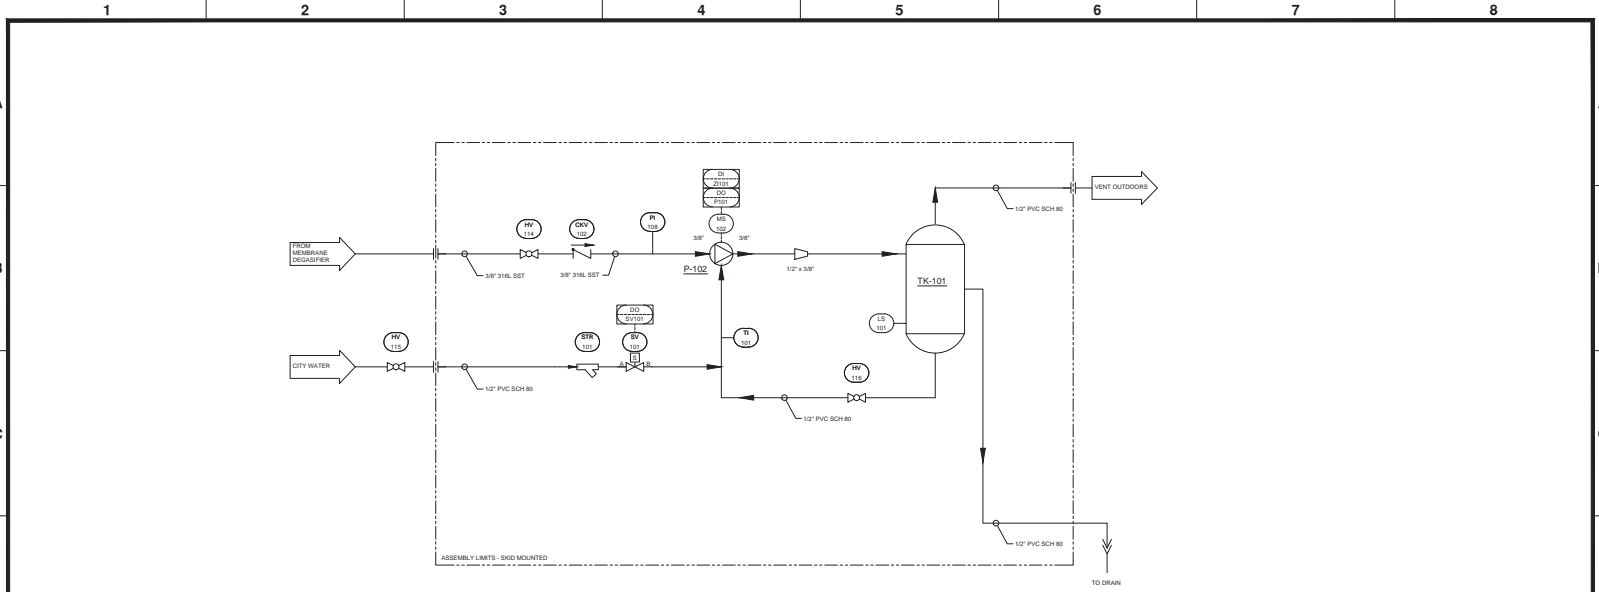 1 2 3 4 5 6 7 8
DI
ZI101
DO
P101
MS
102
VENT OUTDOORS
1/2" PVC SCH 80
HV
114
CKV
102
PI
108
3/8" 3/8"
FROM
MEMBRANE
DEGASIFIER
3/8" 316L SST
3/8" 316L SST
P-102
1/2" x 3/8"
TK-101
LS
101
DO
SV101
HV
115
STR
101
SV
101
S
A B
TI
101
CITY WATER
1/2" PVC SCH 80
HV
116
1/2" PVC SCH 80
1/2" PVC SCH 80
ASSEMBLY LIMITS - SKID MOUNTED
TO DRAIN